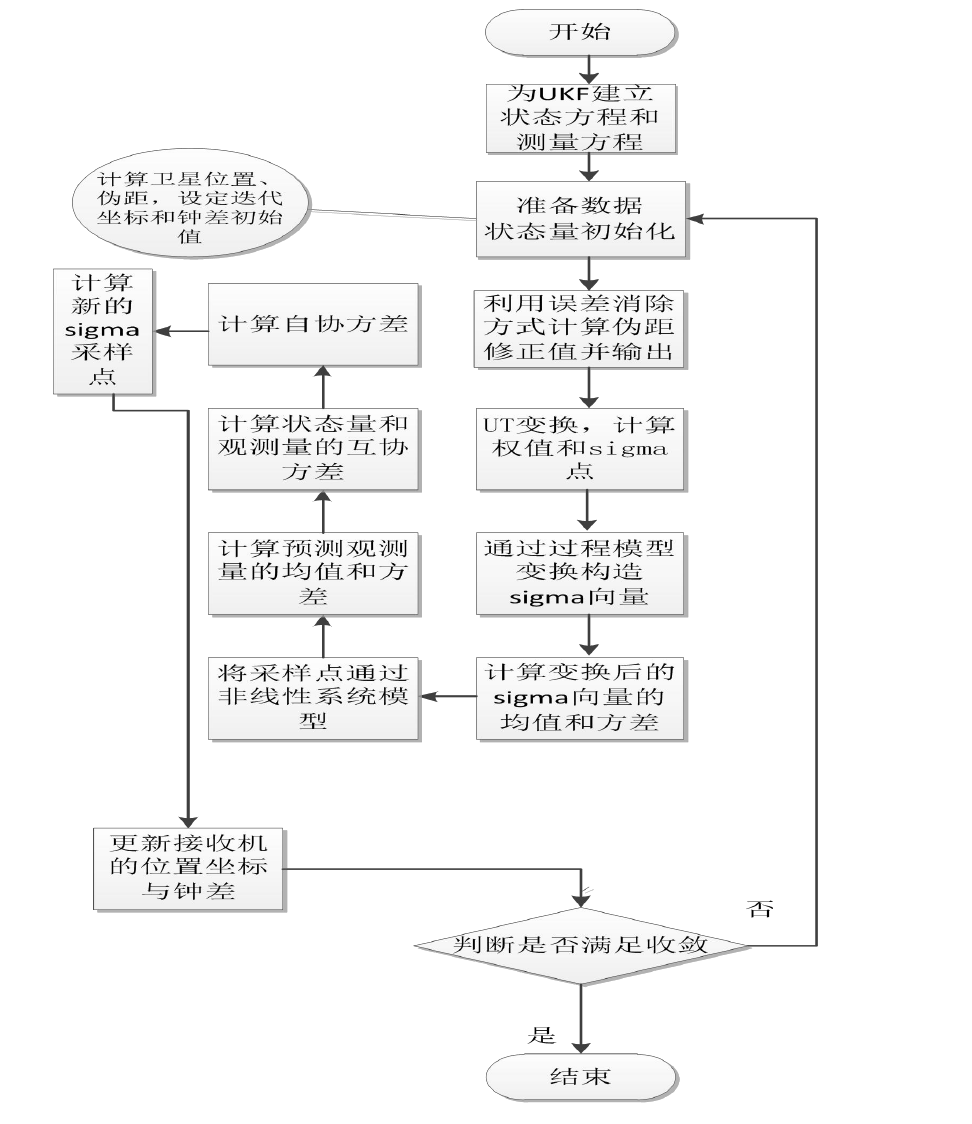 开始
为UKF建立
状态方程和
测量方程
计算卫星位置、
伪距，设定迭代
坐标和钟差初始
值
准备数据
状态量初始化
利用误差消除
方式计算伪距
修正值并输出
UT变换，计算
权值和sigma
点
通过过程模型
变换构造
sigma向量
计算变换后的
sigma向量的
均值和方差
将采样点通过
非线性系统模
型
计算预测观测
量的均值和方
差
计算状态量和
观测量的互协
方差
计算自协方差
计算
新的
sigma
采样
点
更新接收机
的位置坐标
与钟差
判断是否满足收敛
否
是
结束